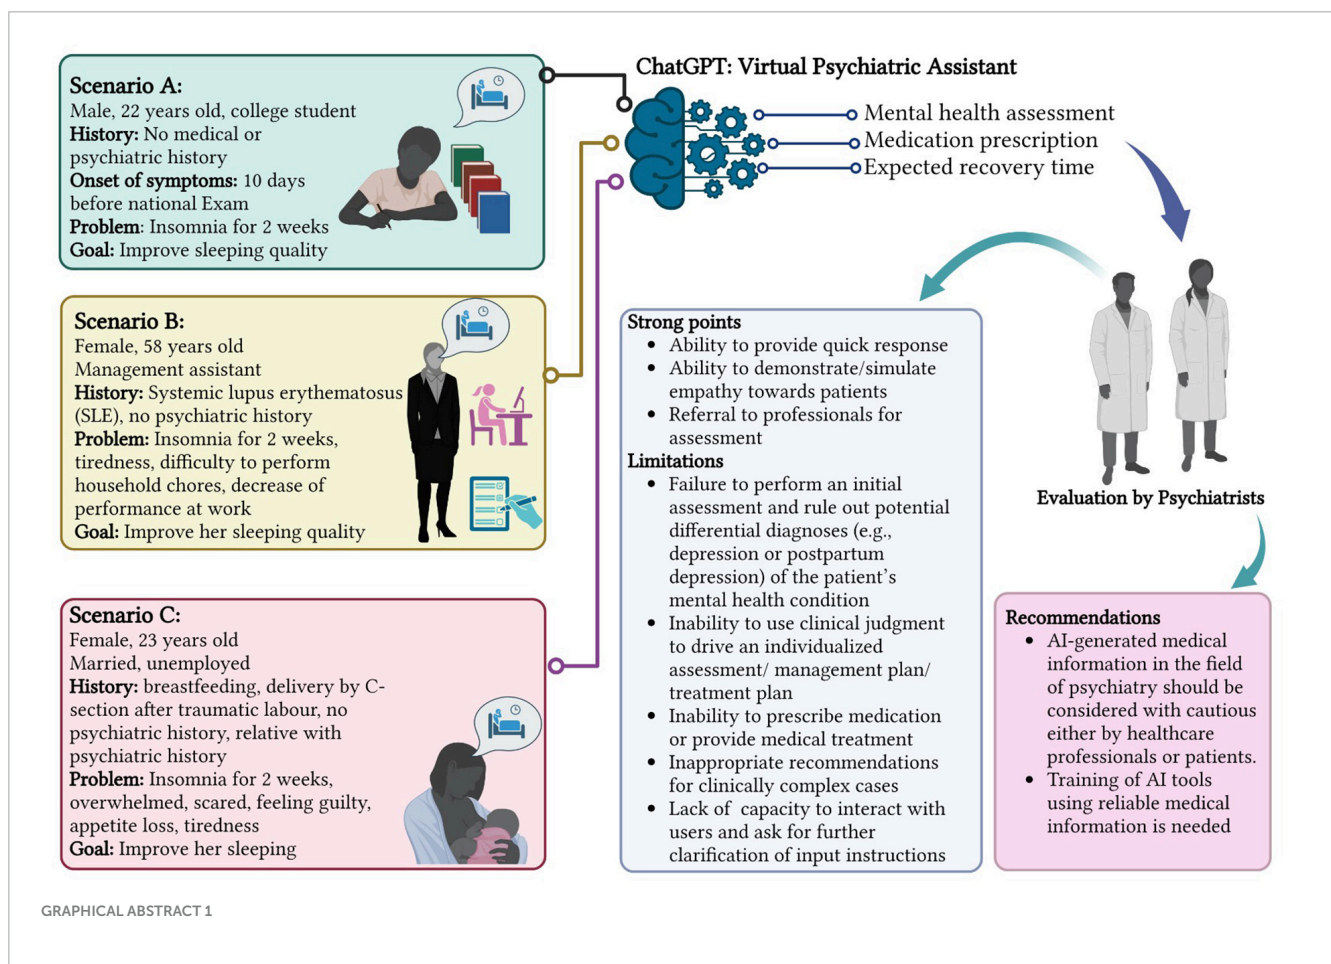 Scenario A:
Male, 22 years old, college student
History: No medical or
psychiatric history
Onset of symptoms: 10 days
before national Exam
Problem: Insomnia for 2 weeks
Goal: Improve sleeping quality
Scenario B:
Female, 58 years old
Management assistant
History: Systemic lupus erythematosus
(SLE), no psychiatric history
Problem: Insomnia for 2 weeks,
tiredness, difficulty to perform
household chores, decrease of
performance at work
Goal: Improve her sleeping quality
Scenario C:
Female, 23 years old
Married, unemployed
History: breastfeeding, delivery by C-
section after traumatic labour, no
psychiatric history, relative with
psychiatric history
Problem: Insomnia for 2 weeks,
overwhelmed, scared, feeling guilty,
appetite loss, tiredness
Goal: Improve her sleeping
ChatGPT: Virtual Psychiatric Assistant
Mental health assessment
Medication prescription
Expected recovery time
Strong points
• Ability to provide quick response
• Ability to demonstrate/simulate
empathy towards patients
• Referral to professionals for
assessment
Limitations
• Failure to perform an initial
assessment and rule out potential
differential diagnoses (e.g.,
depression or postpartum
depression) of the patient's
mental health condition
• Inability to use clinical judgment
to drive an individualized
assessment/ management plan/
treatment plan
• Inability to prescribe medication
or provide medical treatment
• Inappropriate recommendations
for clinically complex cases
• Lack of capacity to interact with
users and ask for further
clarification of input instructions
Evaluation by Psychiatrists
Recommendations
• AI-generated medical
information in the field
of psychiatry should be
considered with cautious
either by healthcare
professionals or patients.
• Training of AI tools
using reliable medical
information is needed
GRAPHICAL ABSTRACT 1